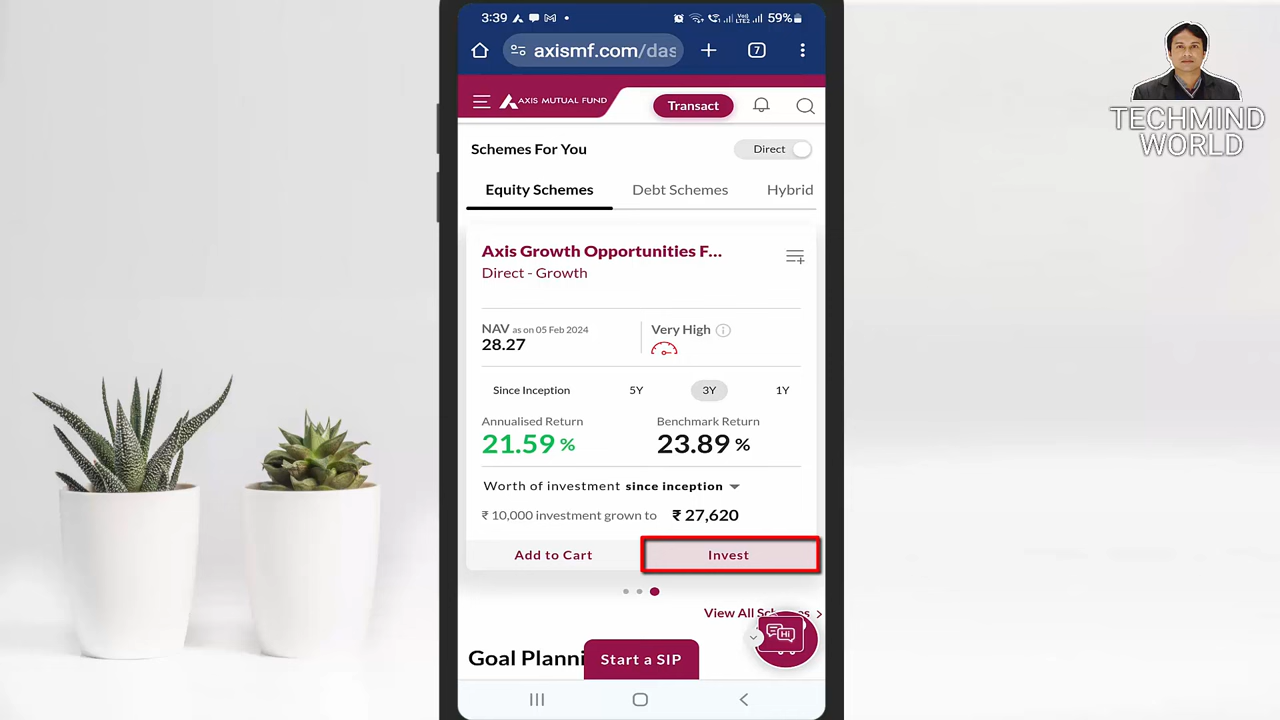 3:39
59%
axismf.com/das
7
AXIS MUTUAL FUND
Transact
Schemes For You
Direct
Equity Schemes
Debt Schemes
Hybrid
Axis Growth Opportunities F...
Direct - Growth
NAV as on 05 Feb 2024
28.27
Very High
Since Inception
5Y
3Y
1Y
Annualised Return
21.59 %
Benchmark Return
23.89 %
Worth of investment since inception
₹ 10,000 investment grown to ₹ 27,620
Add to Cart
Invest
View All
Hi
Goal Planni
Start a SIP
TECHMIND
WORLD